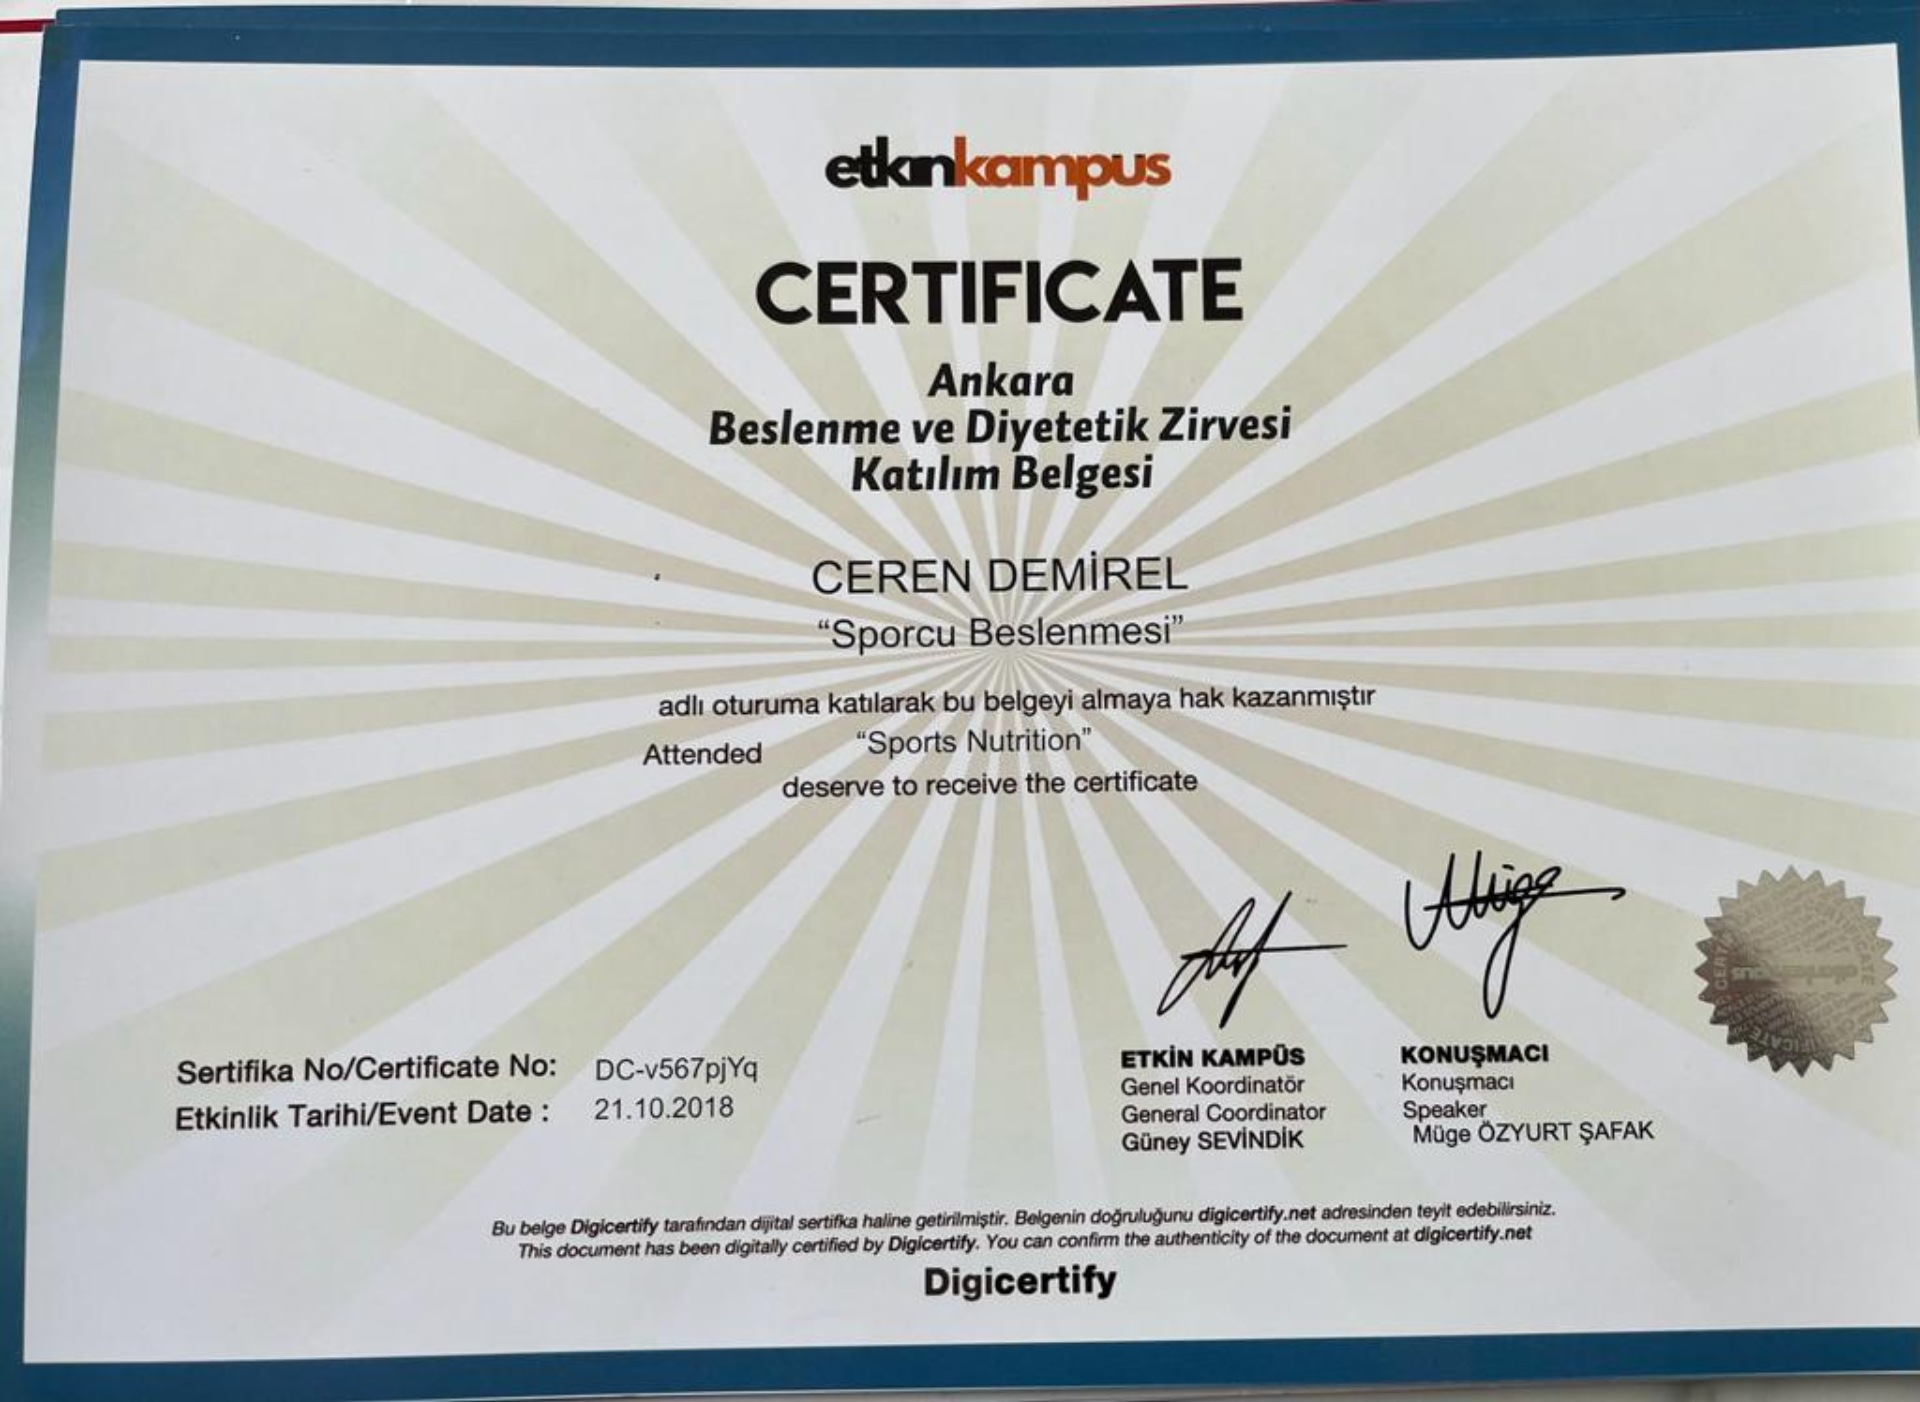 etkinkampus
CERTIFICATE
Ankara
Beslenme ve Diyetetik Zirvesi
Katılım Belgesi
CEREN DEMİREL
“Sporcu Beslenmesi”
adlı oturuma katılarak bu belgeyi almaya hak kazanmıştır
Attended “Sports Nutrition”
deserve to receive the certificate
Müge
Sertifika No/Certificate No: DC-v567pjYq
Etkinlik Tarihi/Event Date : 21.10.2018
ETKİN KAMPÜS
Genel Koordinatör
General Coordinator
Güney SEVİNDİK
KONUŞMACI
Konuşmacı
Speaker
Müge ÖZYURT ŞAFAK
Bu belge Digicertify tarafından dijital sertifka haline getirilmiştir. Belgenin doğruluğunu digicertify.net adresinden teyit edebilirsiniz.
This document has been digitally certified by Digicertify. You can confirm the authenticity of the document at digicertify.net
Digicertify